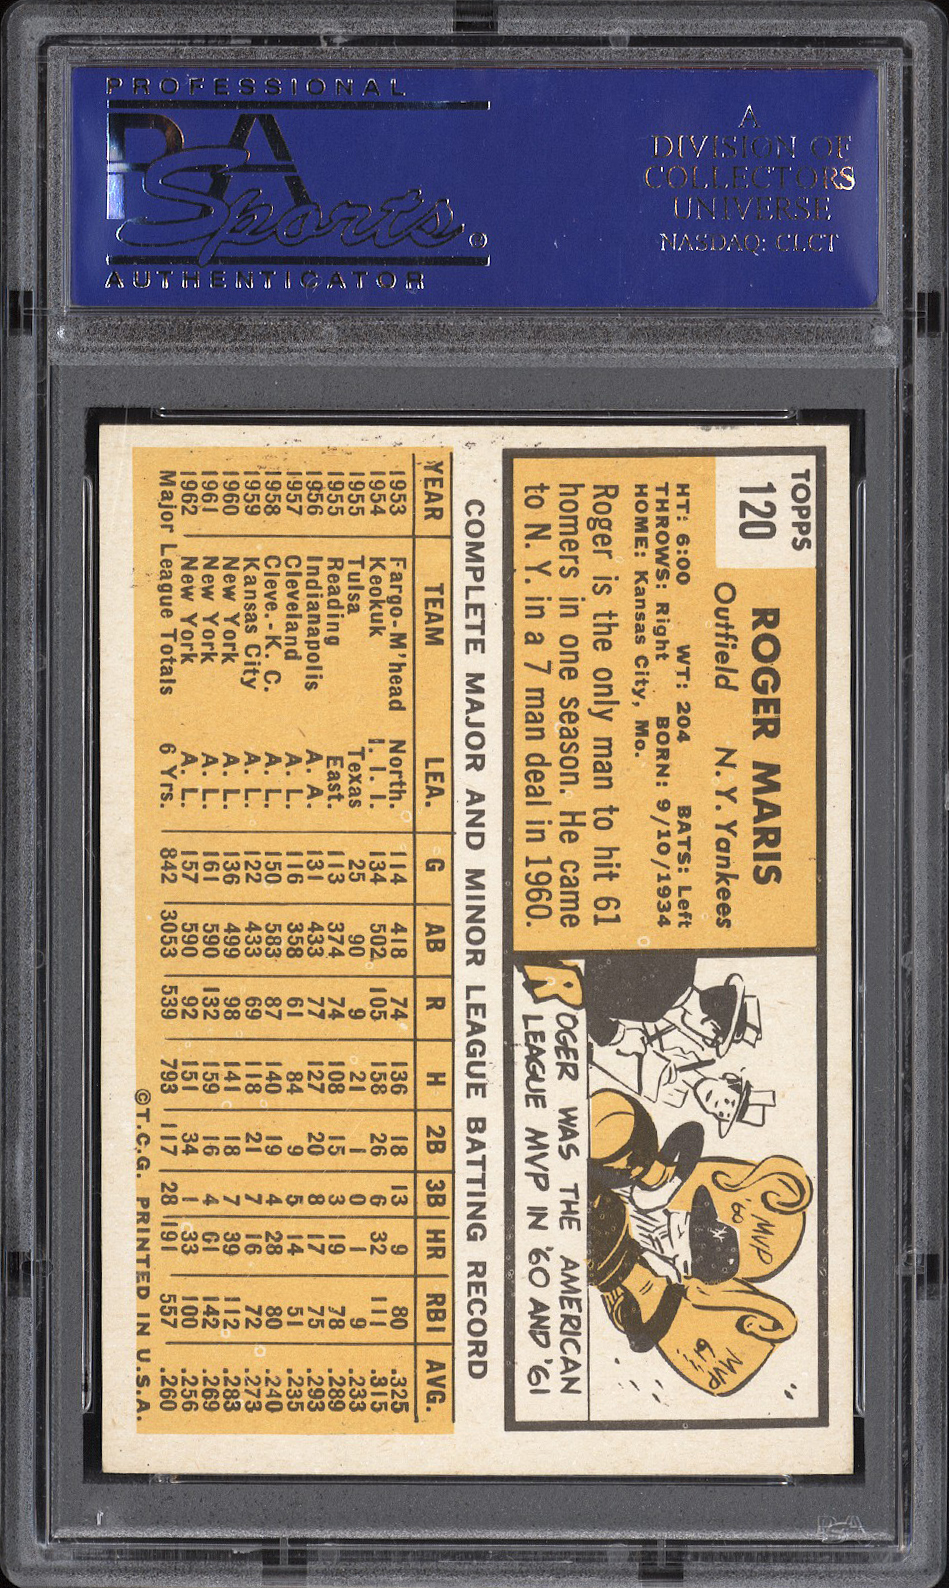 PROFESSIONAL
PSA
Sports®
AUTHENTICATOR
A
DIVISION OF
COLLECTORS
UNIVERSE
NASDAQ: CLCT
TOPPS
120
ROGER MARIS
Outfield N. Y. Yankees
HT: 6:00 WT: 204 BATS: Left
THROWS: Right BORN: 9/10/1934
HOME: Kansas City, Mo.
Roger is the only man to hit 61
homers in one season. He came
to N. Y. in a 7 man deal in 1960.
'60 MVP
MVP
ROGER WAS THE AMERICAN
LEAGUE MVP IN '60 AND '61
COMPLETE MAJOR AND MINOR LEAGUE BATTING RECORD
YEAR TEAM LEA. G AB R H 2B 3B HR RBI AVG.
1953 Fargo-M'head North. 114 418 74 136 18 13 9 80 .325
1954 Keokuk I. I. I. 134 502 105 158 26 6 32 111 .315
1955 Tulsa Texas 25 90 9 21 1 0 1 9 .233
1955 Reading East. 113 374 74 108 15 3 19 78 .289
1956 Indianapolis A. A. 131 433 77 127 20 8 17 75 .293
1957 Cleveland A. L. 116 358 61 84 9 5 14 51 .235
1958 Cleve.-K. C. A. L. 150 583 87 140 19 4 28 80 .240
1959 Kansas City A. L. 122 433 69 118 21 7 16 72 .273
1960 New York A. L. 136 499 98 141 18 7 39 112 .283
1961 New York A. L. 161 590 132 159 16 4 61 142 .269
1962 New York A. L. 157 590 92 151 34 1 33 100 .256
Major League Totals 6 Yrs. 842 3053 539 793 117 28 191 557 .260
©T.C.G. PRINTED IN U.S.A.
PSA